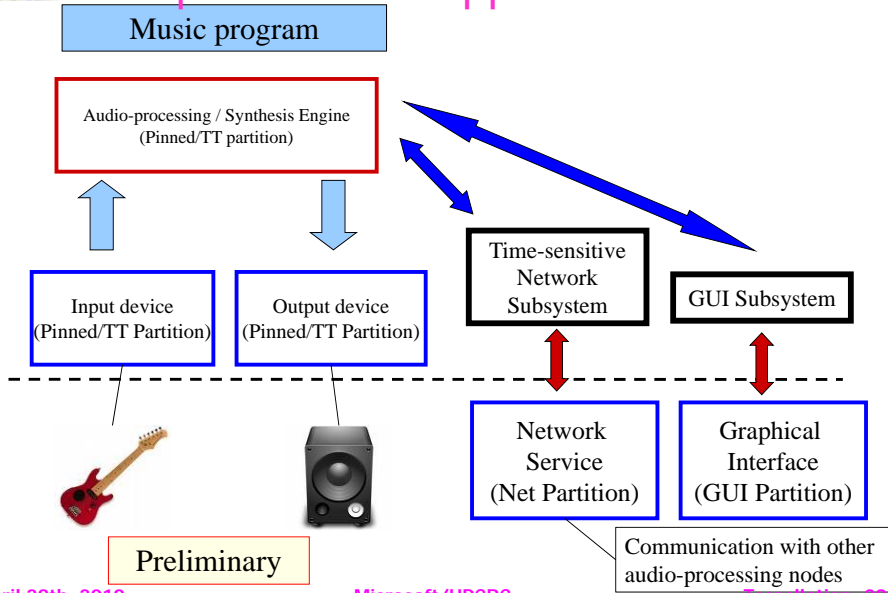 Music program
Audio-processing / Synthesis Engine
(Pinned/TT partition)
Time-sensitive
Network
Subsystem
GUI Subsystem
Input device
(Pinned/TT Partition)
Output device
(Pinned/TT Partition)
Network
Service
(Net Partition)
Graphical
Interface
(GUI Partition)
Preliminary
Communication with other
audio-processing nodes